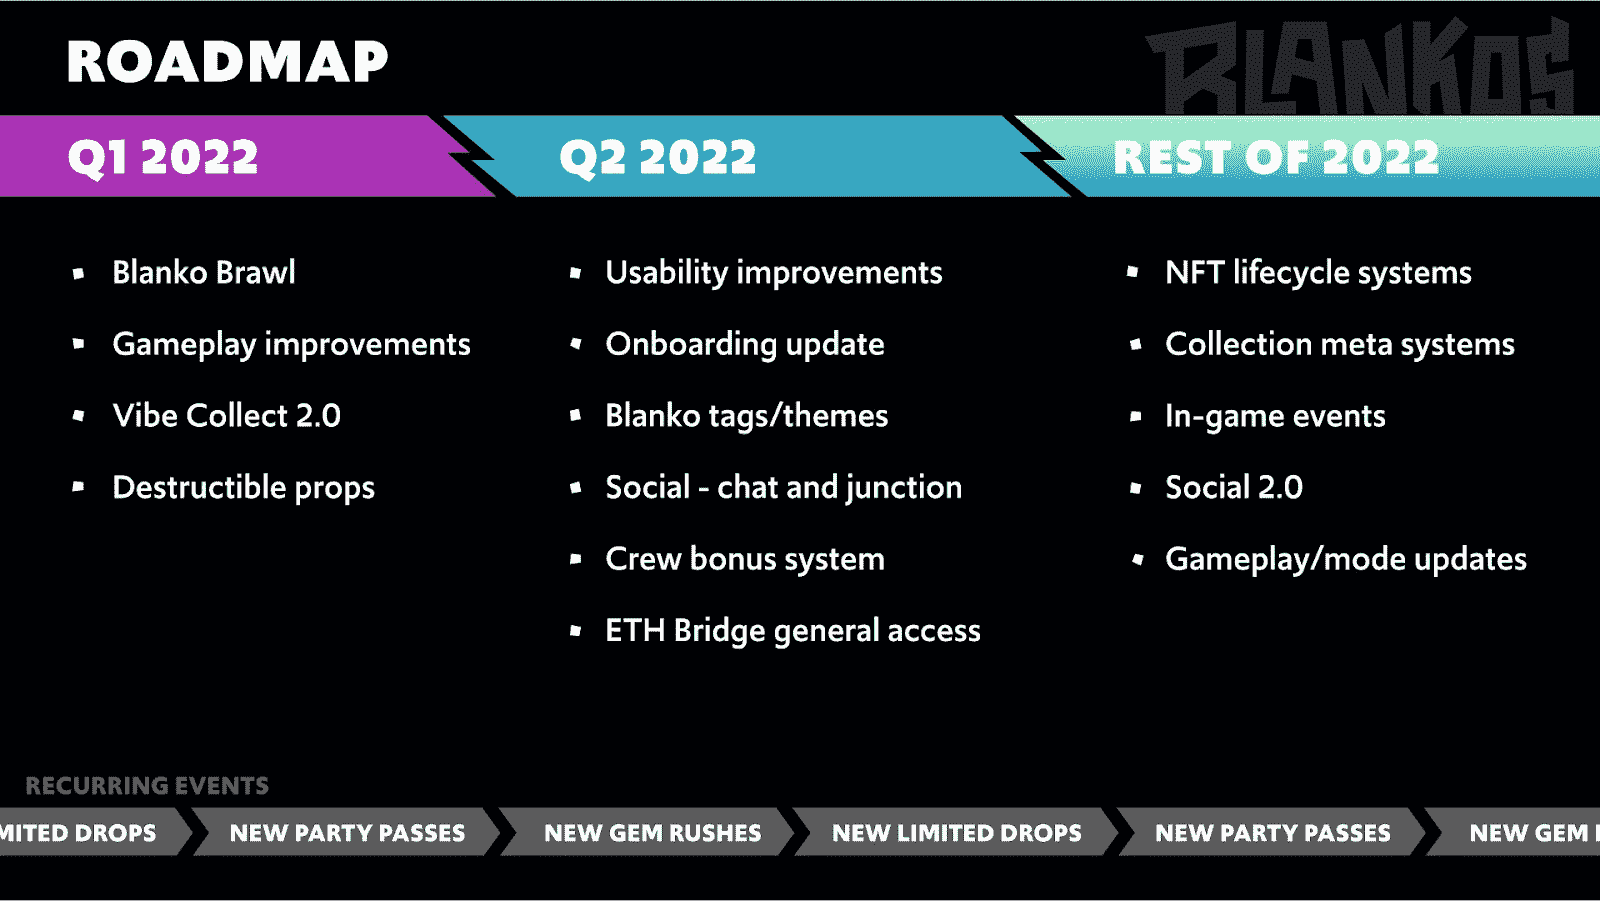 BLANKOS
ROADMAP
Q1 2022
Blanko Brawl
Gameplay improvements
Vibe Collect 2.0
Destructible props
Q2 2022
Usability improvements
Onboarding update
Blanko tags/themes
Social - chat and junction
Crew bonus system
ETH Bridge general access
REST OF 2022
NFT lifecycle systems
Collection meta systems
In-game events
Social 2.0
Gameplay/mode updates
RECURRING EVENTS
MITED DROPS NEW PARTY PASSES NEW GEM RUSHES NEW LIMITED DROPS NEW PARTY PASSES NEW GEM